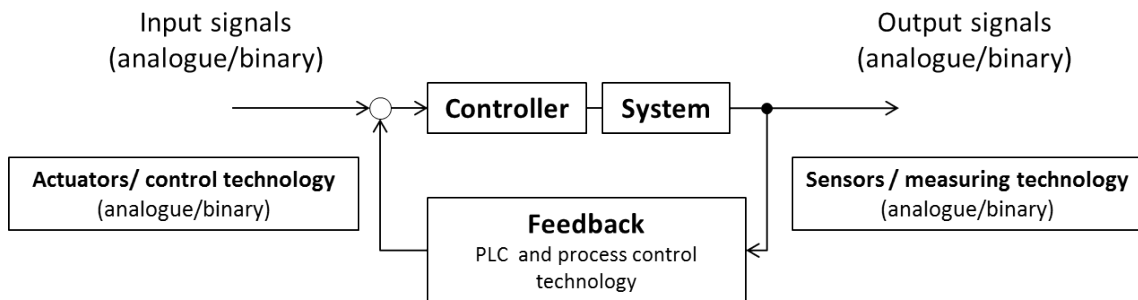 Input signals
(analogue/binary)
Output signals
(analogue/binary)
Controller
System
Actuators/ control technology
(analogue/binary)
Sensors / measuring technology
(analogue/binary)
Feedback
PLC and process control
technology